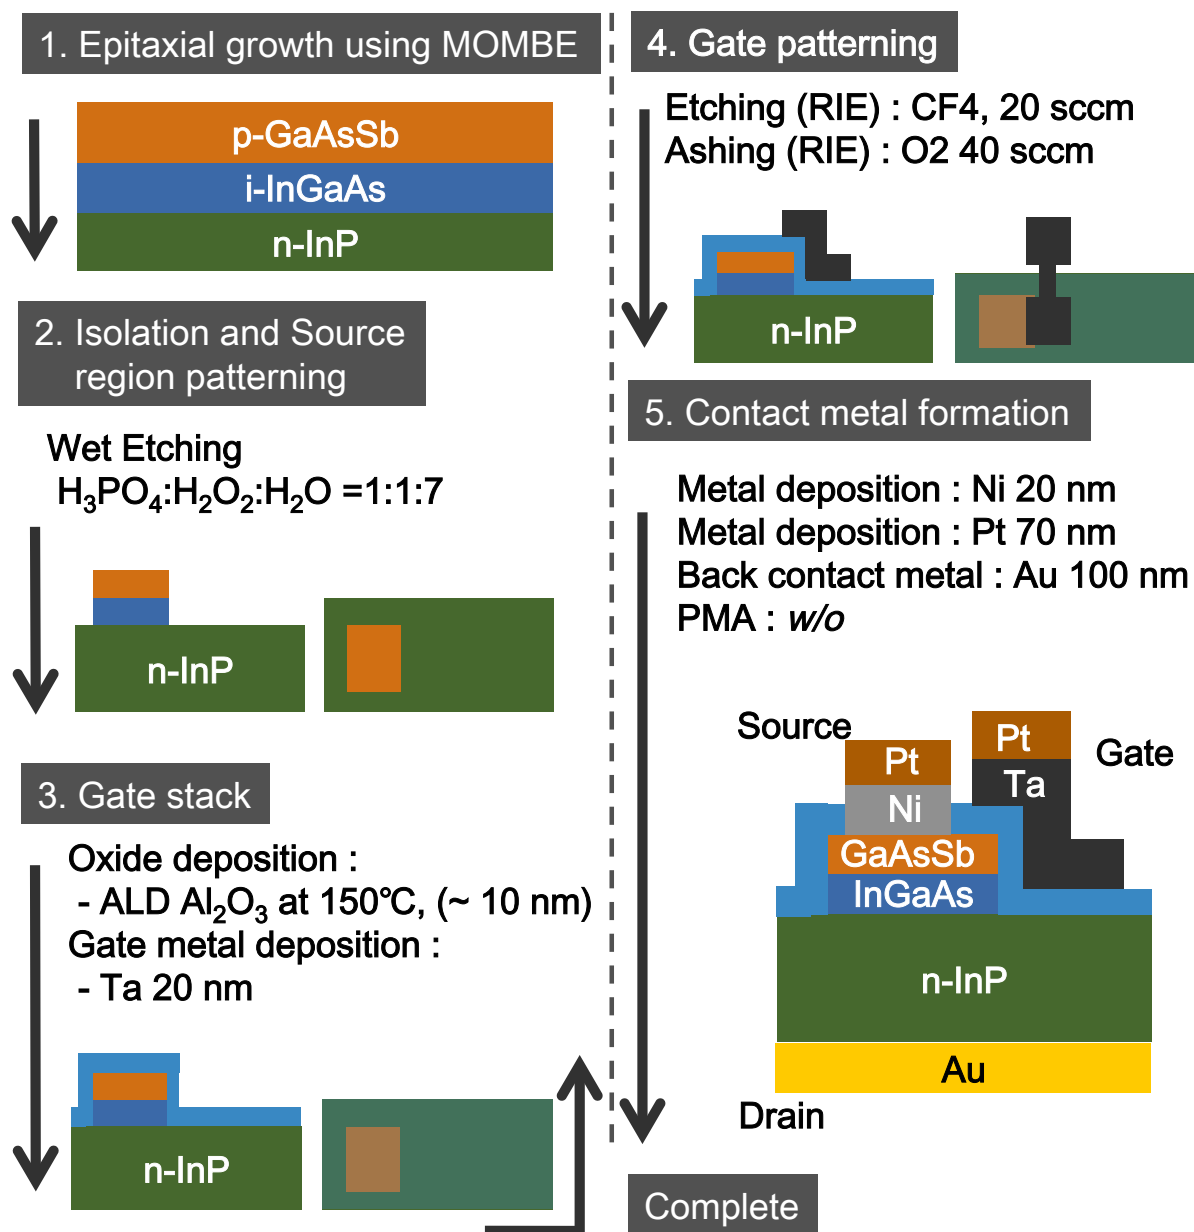 1. Epitaxial growth using MOMBE
p-GaAsSb
i-InGaAs
n-InP
2. Isolation and Source
region patterning
Wet Etching
H₃PO₄:H₂O₂:H₂O =1:1:7
n-InP
3. Gate stack
Oxide deposition :
- ALD Al₂O₃ at 150℃, (~ 10 nm)
Gate metal deposition :
- Ta 20 nm
n-InP
4. Gate patterning
Etching (RIE) : CF4, 20 sccm
Ashing (RIE) : O2 40 sccm
n-InP
5. Contact metal formation
Metal deposition : Ni 20 nm
Metal deposition : Pt 70 nm
Back contact metal : Au 100 nm
PMA : w/o
Source
Pt
Gate
Pt
Ta
Ni
GaAsSb
InGaAs
n-InP
Au
Drain
Complete